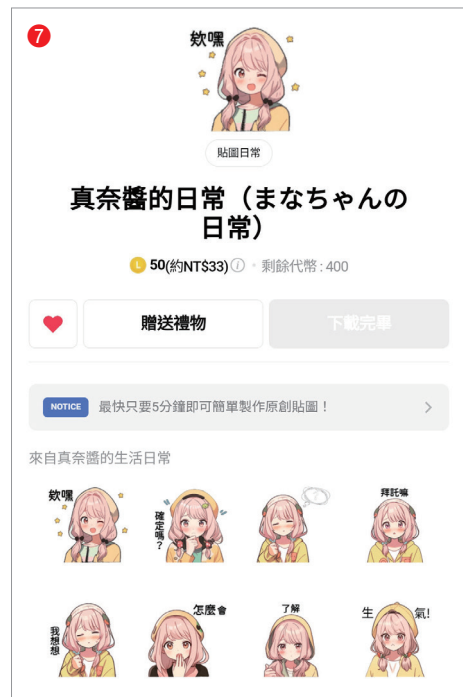 7
欸嘿
貼圖日常
真奈醬的日常（まなちゃんの
日常）
L 50(約NT$33) i・剩餘代幣 : 400
贈送禮物
下載完畢
NOTICE 最快只要5分鐘即可簡單製作原創貼圖！
來自真奈醬的生活日常
欸嘿
確定嗎？
拜託嘛
我想想
怎麼會
了解
生氣!